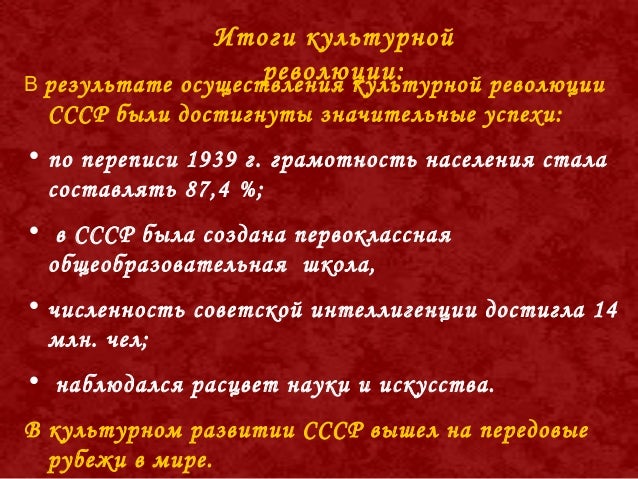 Итоги культурной
революции:
В результате осуществления культурной революции
СССР были достигнуты значительные успехи:
• по переписи 1939 г. грамотность населения стала
составлять 87,4 %;
• в СССР была создана первоклассная
общеобразовательная школа,
• численность советской интеллигенции достигла 14
млн. чел;
• наблюдался расцвет науки и искусства.
В культурном развитии СССР вышел на передовые
рубежи в мире.